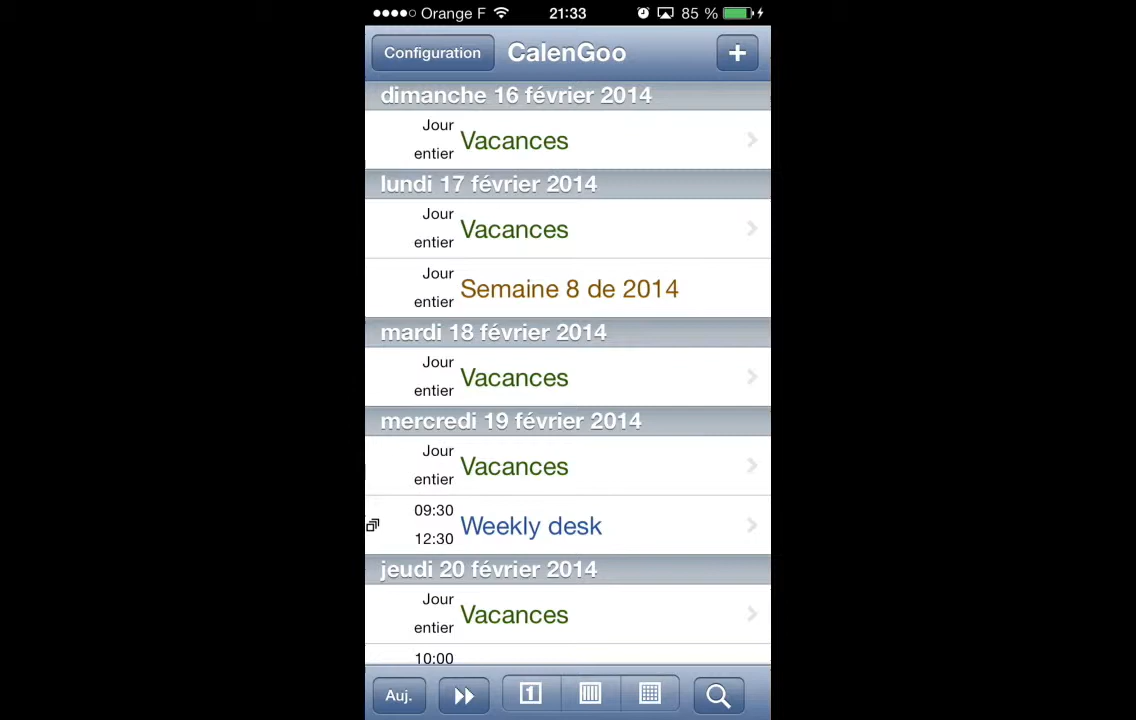 Orange F 21:33 85 %
Configuration CalenGoo +
dimanche 16 février 2014
Jour
entier
Vacances
lundi 17 février 2014
Jour
entier
Vacances
Jour
entier
Semaine 8 de 2014
mardi 18 février 2014
Jour
entier
Vacances
mercredi 19 février 2014
Jour
entier
Vacances
09:30
12:30
Weekly desk
jeudi 20 février 2014
Jour
entier
Vacances
10:00
Auj. 1